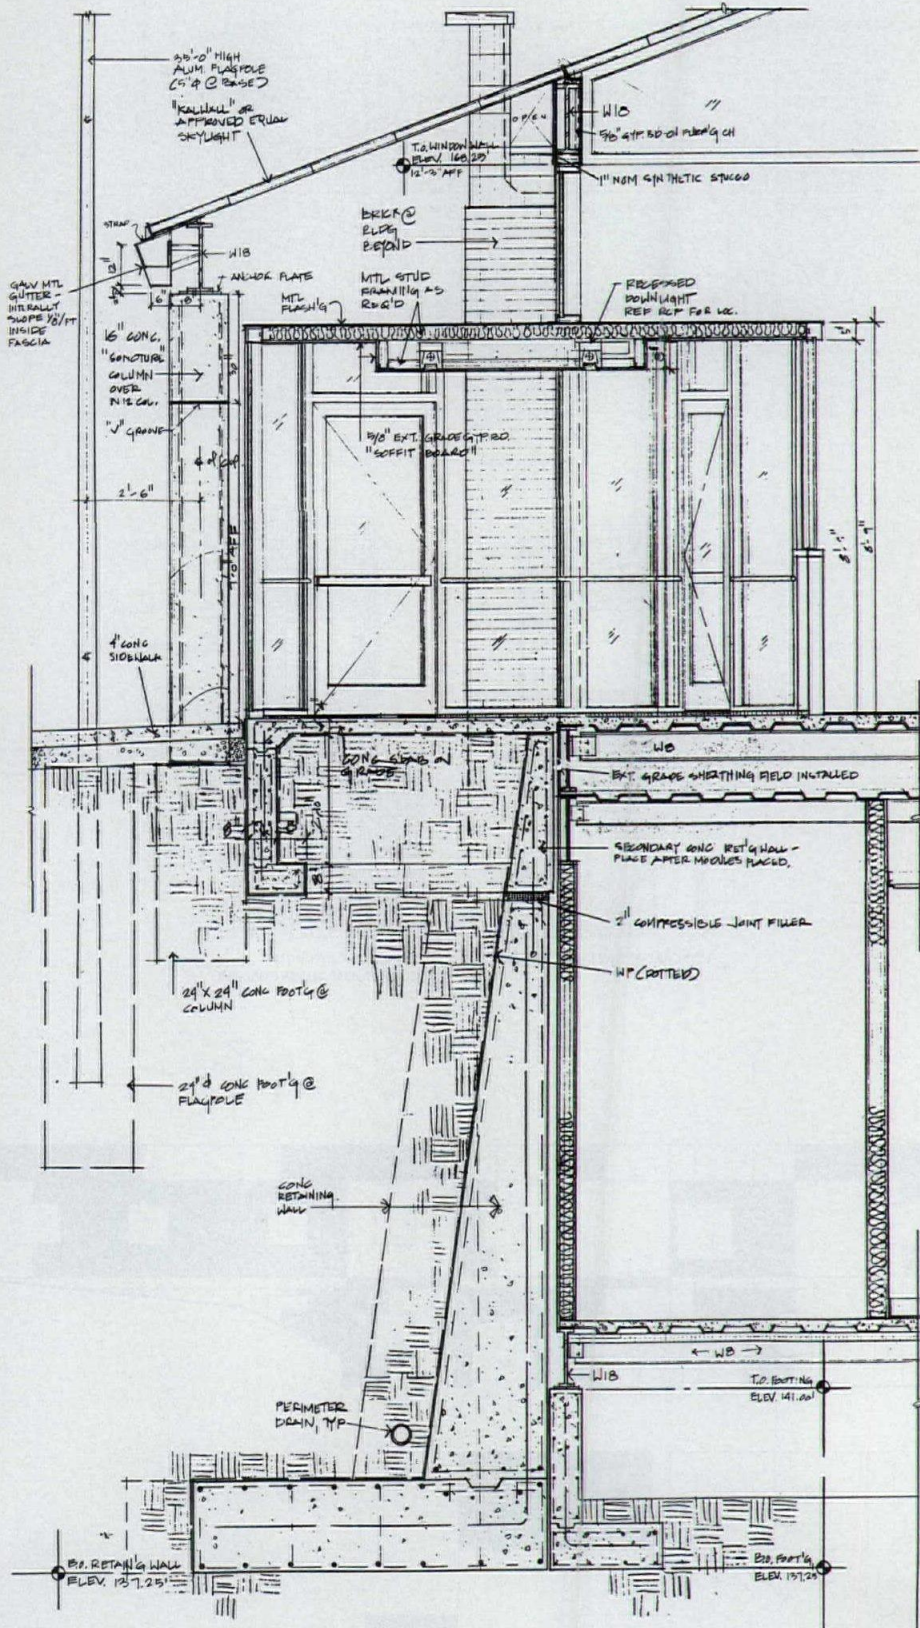 35'-0" HIGH
ALUM. FLAGPOLE
(5" ϕ @ BASE)
"KALWALL" OR
APPROVED EQUAL
SKYLIGHT
OPEN
W18
5/8" GYP. BD ON FURR'G CH
T.O. WINDOW WALL
ELEV. 168.25'
12'-3" AFF
1" NOM SYNTHETIC STUCCO
BRICK @
BLDG
BEYOND
STRAP
W18
ANCHOR PLATE
GALV MTL
GUTTER -
INTERNALLY
SLOPE 1/8"/FT
INSIDE
FASCIA
6"
8"
MTL
FLASH'G
MTL STUD
FRAMING AS
REQ'D
RECESSED
DOWNLIGHT
REF RCP FOR LOC.
16" CONC.
"SONOTUBE"
COLUMN
OVER
W12 COL.
"V" GROOVE
5/8" EXT. GRADE GYP. BD.
"SOFFIT BOARD"
2'-6"
4" CONC
SIDEWALK
CONC SLAB ON
GRADE
W8
EXT. GRADE SHEATHING FIELD INSTALLED
SECONDARY CONC RET'G WALL -
PLACE AFTER MODULES PLACED.
2" COMPRESSIBLE JOINT FILLER
WP (DOTTED)
24" X 24" CONC FOOT'G @
COLUMN
24" ϕ CONC FOOT'G @
FLAGPOLE
CONC
RETAINING
WALL
W8
W18
T.O. FOOTING
ELEV. 141.00'
PERIMETER
DRAIN, TYP
B.O. RETAIN'G WALL
ELEV. 137.25'
B.O. FOOT'G
ELEV. 137.25